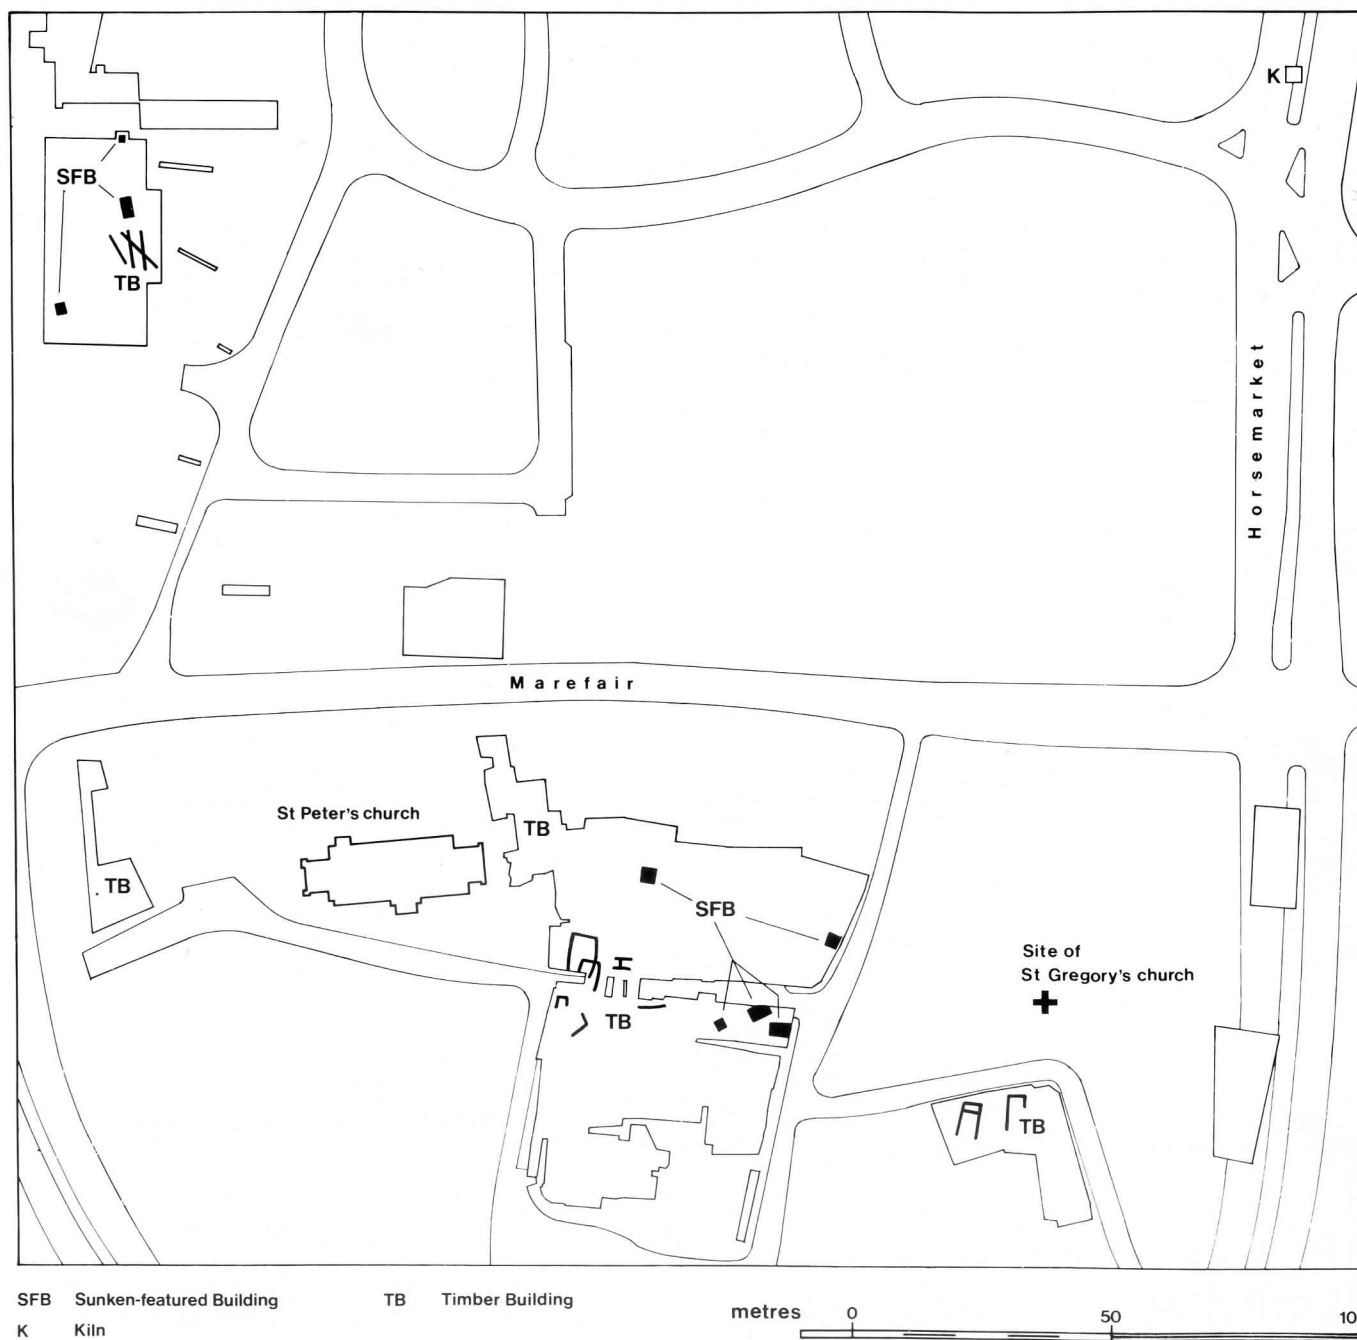 K
SFB
TB
Horsemarket
Marefair
St Peter's church
TB
TB
SFB
Site of
St Gregory's church
TB
TB
SFB Sunken-featured Building TB Timber Building
K Kiln
metres 0 50 10